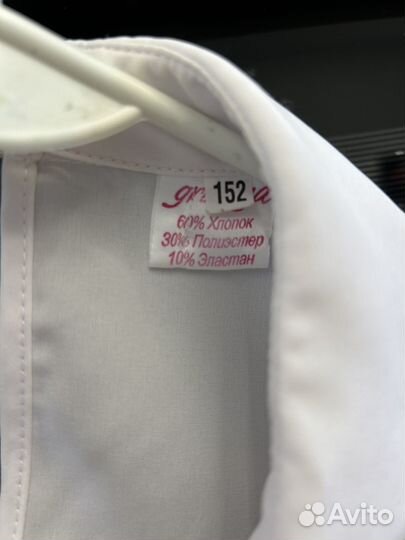 152
60% Хлопок
30% Полиэстер
10% Эластан
Avito